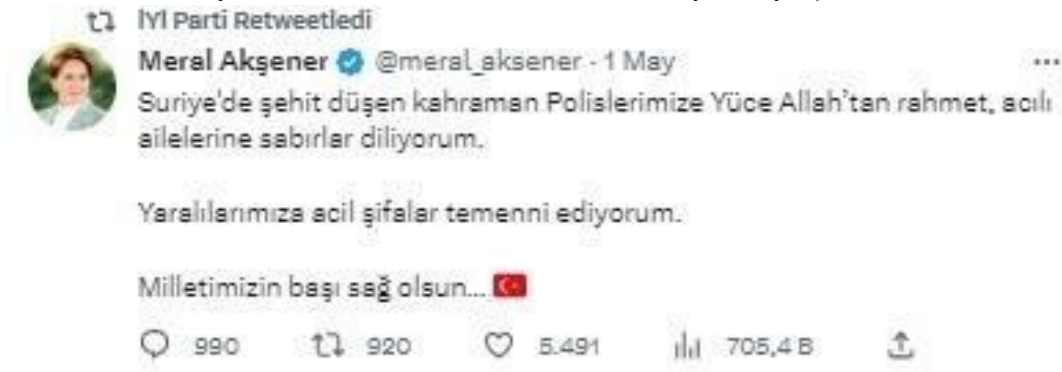 İYİ Parti Retweetledi
Meral Akşener @meral_aksener · 1 May
Suriye'de şehit düşen kahraman Polislerimize Yüce Allah'tan rahmet, acılı
ailelerine sabırlar diliyorum.
Yaralılarımıza acil şifalar temenni ediyorum.
Milletimizin başı sağ olsun...
990 920 5.491 705,4 B